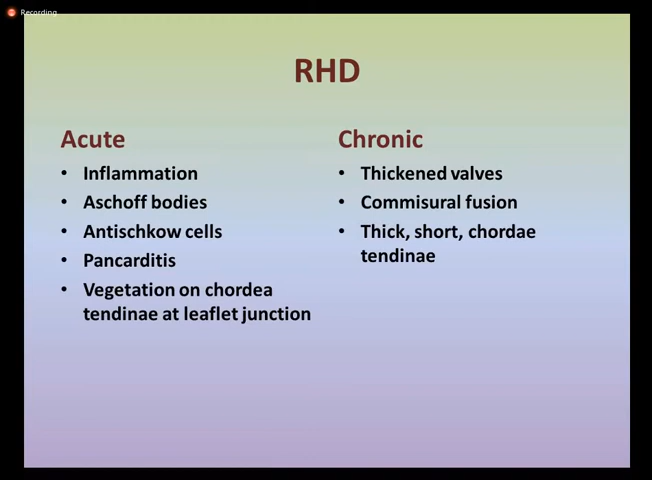 Recording
RHD
Acute
• Inflammation
• Aschoff bodies
• Antischkow cells
• Pancarditis
• Vegetation on chordea
tendinae at leaflet junction
Chronic
• Thickened valves
• Commisural fusion
• Thick, short, chordae
tendinae